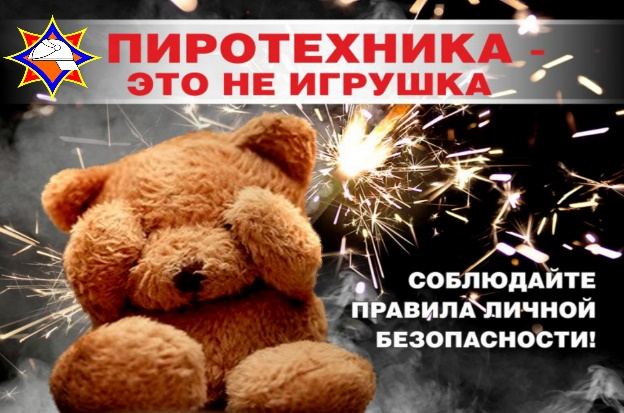 ПИРОТЕХНИКА -
ЭТО НЕ ИГРУШКА
СОБЛЮДАЙТЕ
ПРАВИЛА ЛИЧНОЙ
БЕЗОПАСНОСТИ!